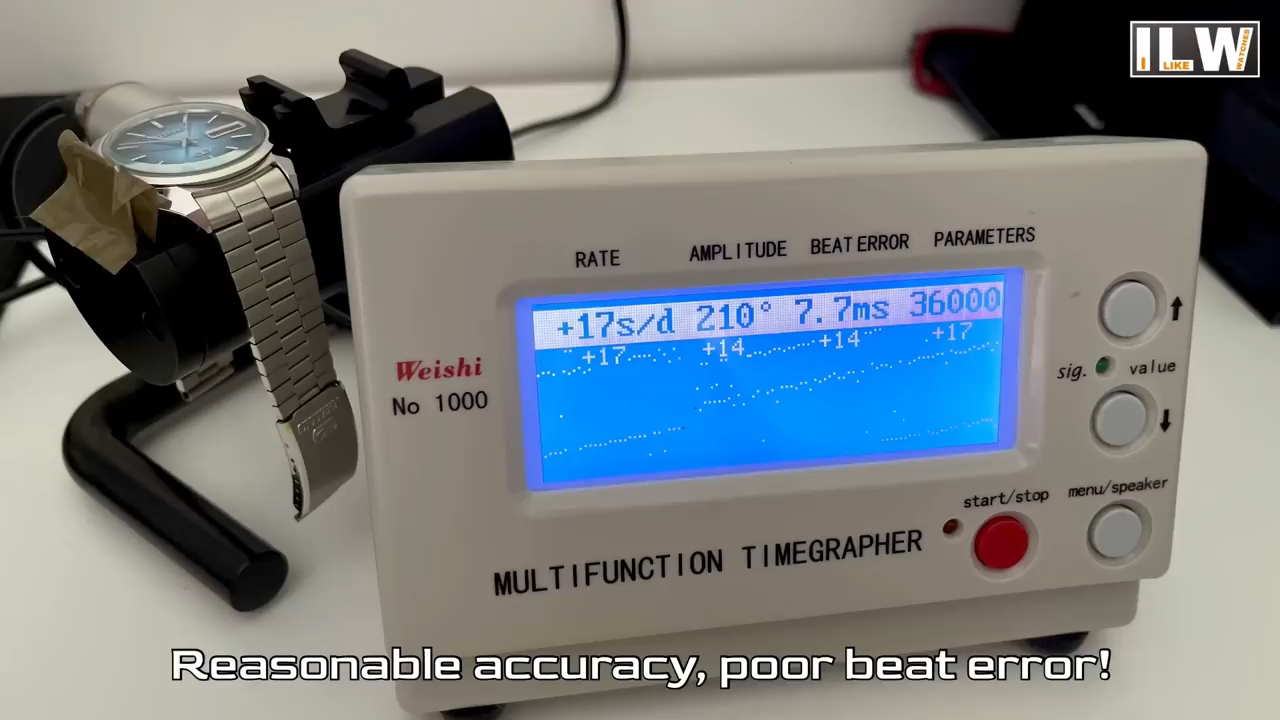 ILW
I LIKE WATCHES
RATE AMPLITUDE BEAT ERROR PARAMETERS
+17s/d 210° 7.7ms 36000
+17 +14 +14 +17
Weishi
No 1000
sig. value
start/stop menu/speaker
MULTIFUNCTION TIMEGRAPHER
Reasonable accuracy, poor beat error!